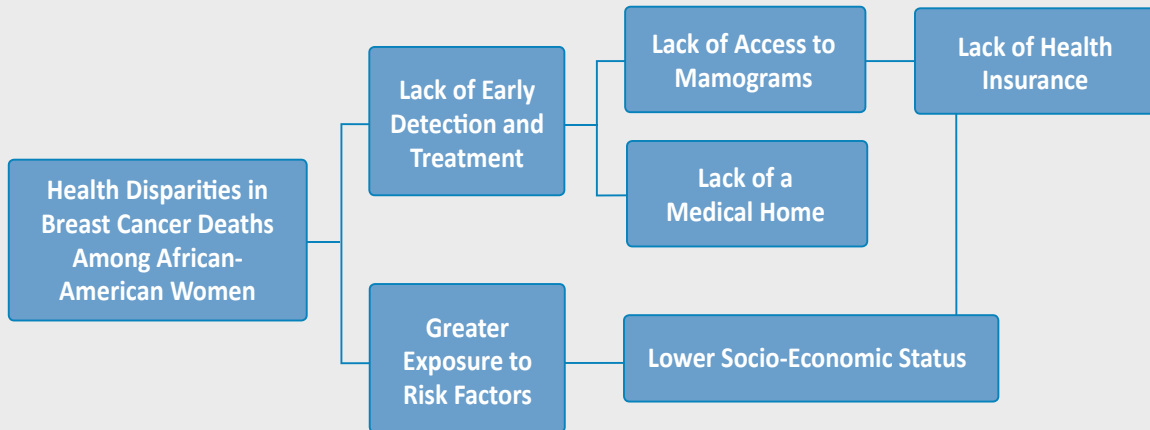 Health Disparities in
Breast Cancer Deaths
Among African-
American Women
Lack of Early
Detection and
Treatment
Greater
Exposure to
Risk Factors
Lack of Access to
Mamograms
Lack of a
Medical Home
Lower Socio-Economic Status
Lack of Health
Insurance